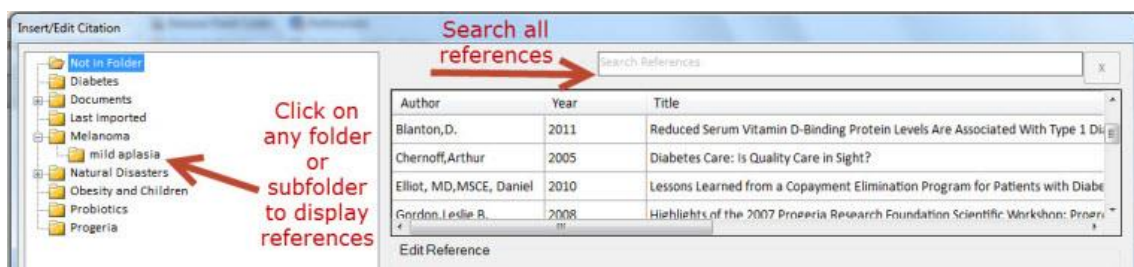 Insert/Edit Citation
Not in Folder
Diabetes
Documents
Last Imported
Melanoma
mild aplasia
Natural Disasters
Obesity and Children
Probiotics
Progeria
Click on
any folder
or
subfolder
to display
references
Search all
references
Search References
x
Author Year Title
Blanton,D. 2011 Reduced Serum Vitamin D-Binding Protein Levels Are Associated With Type 1
Chernoff,Arthur 2005 Diabetes Care: Is Quality Care in Sight?
Elliot, MD,MSCE, Daniel 2010 Lessons Learned from a Copayment Elimination Program for Patients with Diabe
Gordon,Leslie B. 2008 Highlights of the 2007 Progeria Research Foundation Scientific Workshop:
Edit Reference